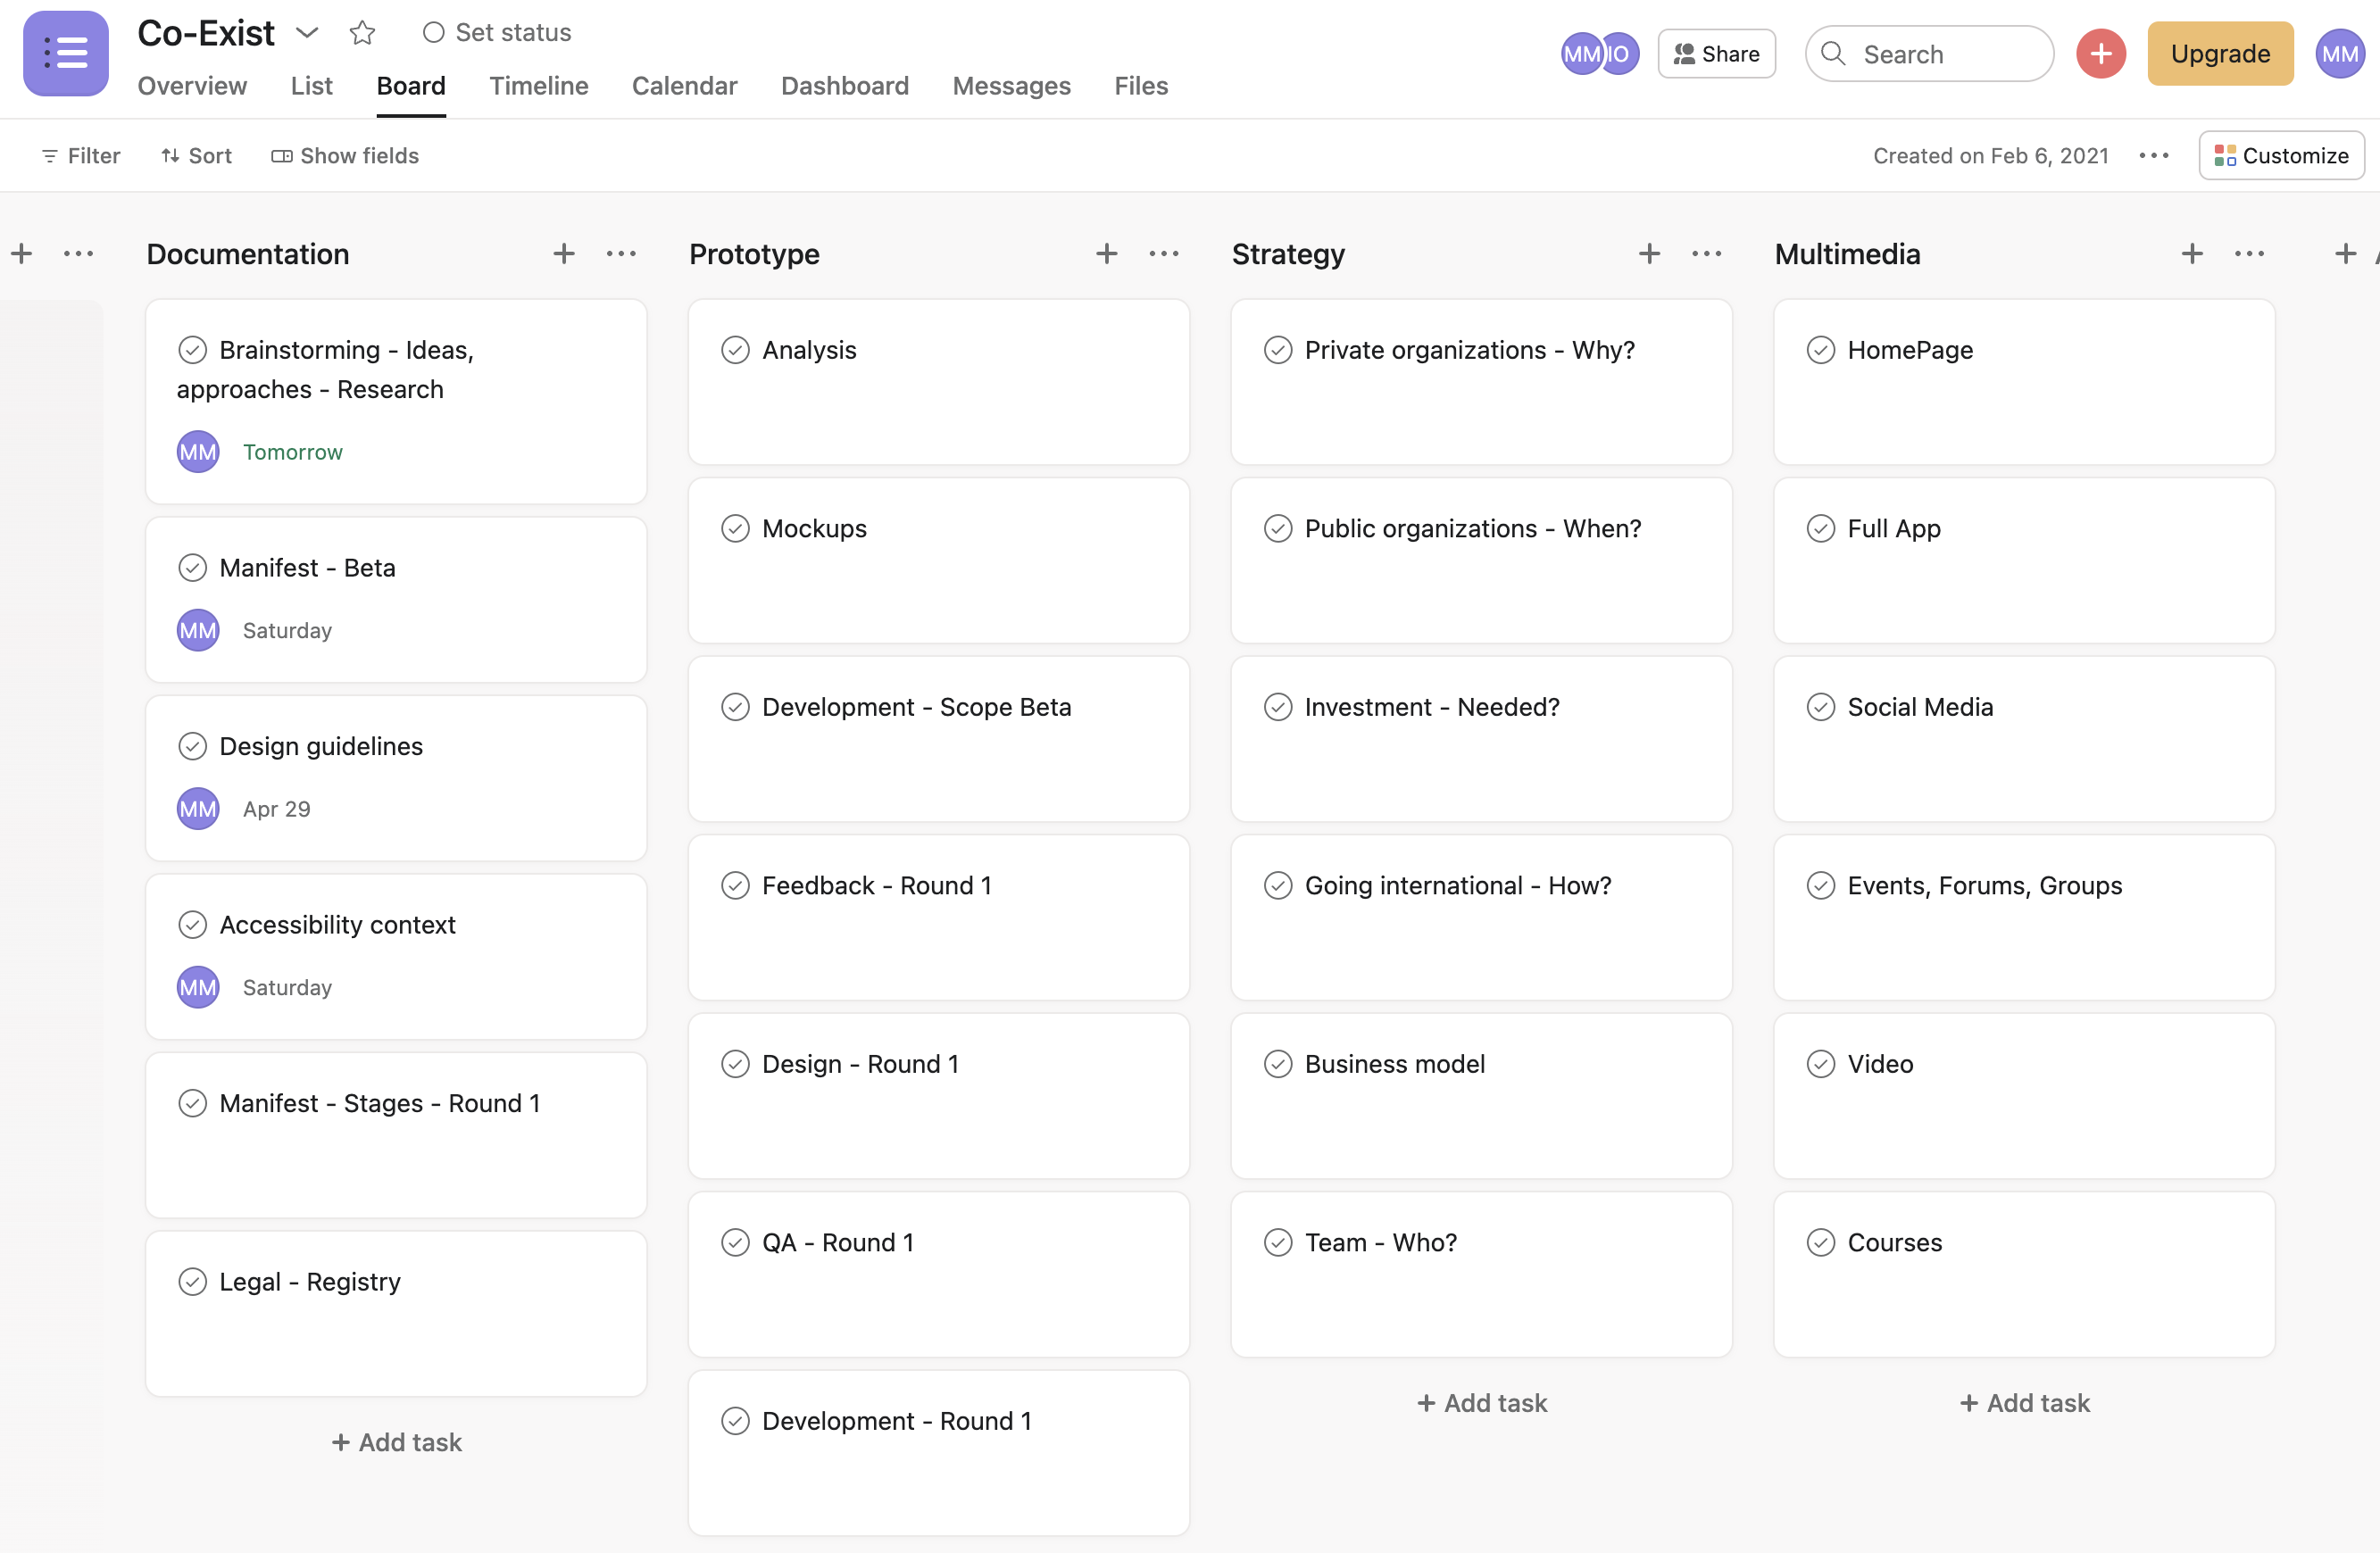 Co-Exist
Set status
Overview
List
Board
Timeline
Calendar
Dashboard
Messages
Files
MM
IO
Share
Search
Upgrade
MM
Filter
Sort
Show fields
Created on Feb 6, 2021
Customize
Documentation
Brainstorming - Ideas,
approaches - Research
MM Tomorrow
Manifest - Beta
MM Saturday
Design guidelines
MM Apr 29
Accessibility context
MM Saturday
Manifest - Stages - Round 1
Legal - Registry
+ Add task
Prototype
Analysis
Mockups
Development - Scope Beta
Feedback - Round 1
Design - Round 1
QA - Round 1
Development - Round 1
Strategy
Private organizations - Why?
Public organizations - When?
Investment - Needed?
Going international - How?
Business model
Team - Who?
+ Add task
Multimedia
HomePage
Full App
Social Media
Events, Forums, Groups
Video
Courses
+ Add task